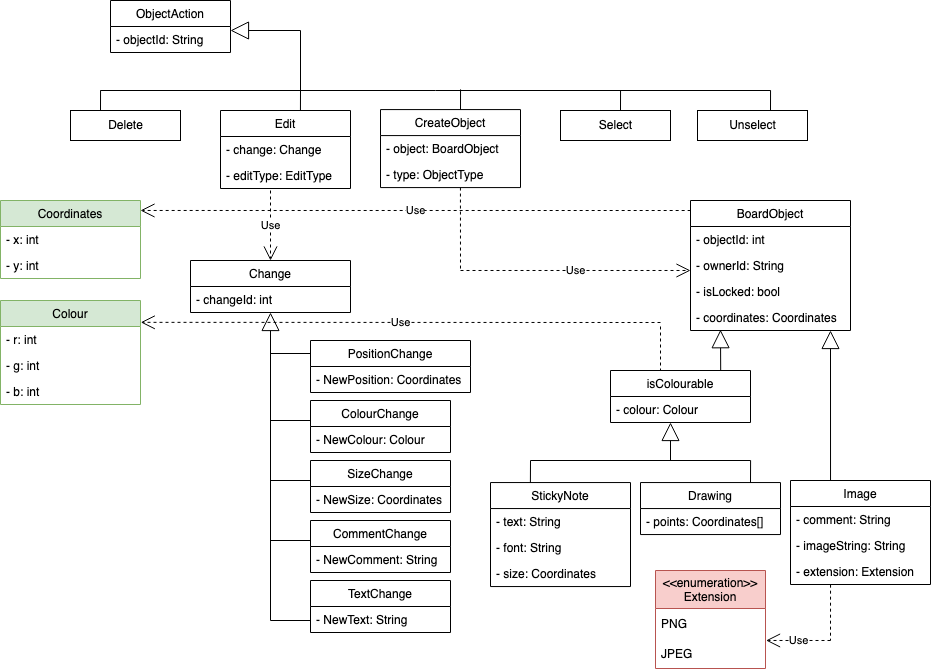 ObjectAction
- objectId: String
Delete
Edit
- change: Change
- editType: EditType
CreateObject
- object: BoardObject
- type: ObjectType
Select
Unselect
Coordinates
- x: int
- y: int
Use
Use
BoardObject
- objectId: int
- ownerId: String
- isLocked: bool
- coordinates: Coordinates
Use
Change
- changeId: int
Colour
- r: int
- g: int
- b: int
Use
PositionChange
- NewPosition: Coordinates
ColourChange
- NewColour: Colour
SizeChange
- NewSize: Coordinates
CommentChange
- NewComment: String
TextChange
- NewText: String
isColourable
- colour: Colour
StickyNote
- text: String
- font: String
- size: Coordinates
Drawing
- points: Coordinates[]
Image
- comment: String
- imageString: String
- extension: Extension
<<enumeration>>
Extension
PNG
JPEG
Use